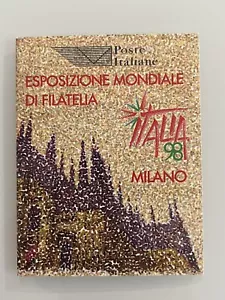 Poste
Italiane
ESPOSIZIONE MONDIALE
DI FILATELIA
ITALIA
98
MILANO